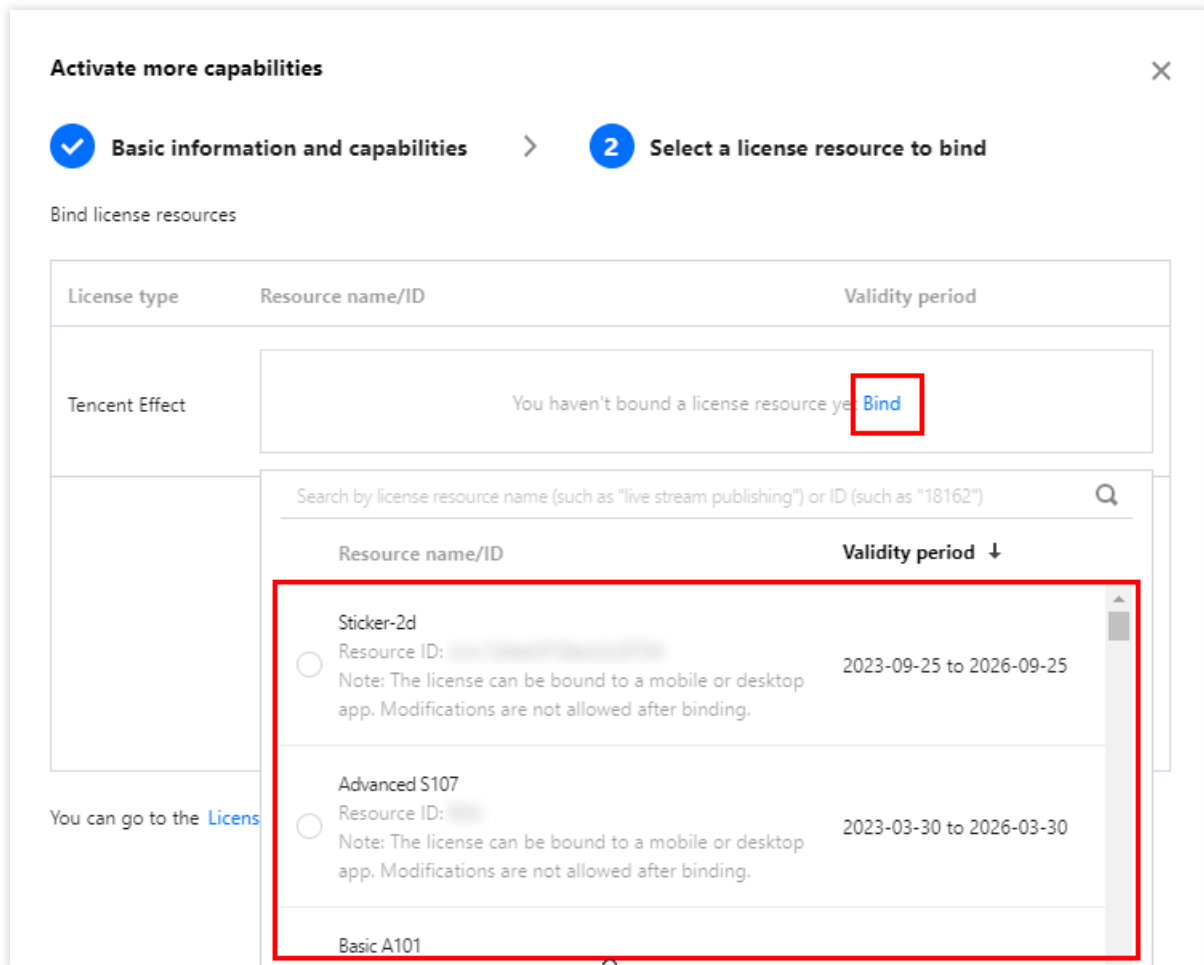 Activate more capabilities
Basic information and capabilities
2 Select a license resource to bind
Bind license resources
License type Resource name/ID Validity period
Tencent Effect
You haven't bound a license resource Bind
Search by license resource name (such as "live stream publishing") or ID (such as "18162")
Resource name/ID Validity period
Sticker-2d
Resource ID:
Note: The license can be bound to a mobile or desktop
app. Modifications are not allowed after binding.
2023-09-25 to 2026-09-25
Advanced S107
Resource ID:
Note: The license can be bound to a mobile or desktop
app. Modifications are not allowed after binding.
2023-03-30 to 2026-03-30
You can go to the Licens
Basic A101